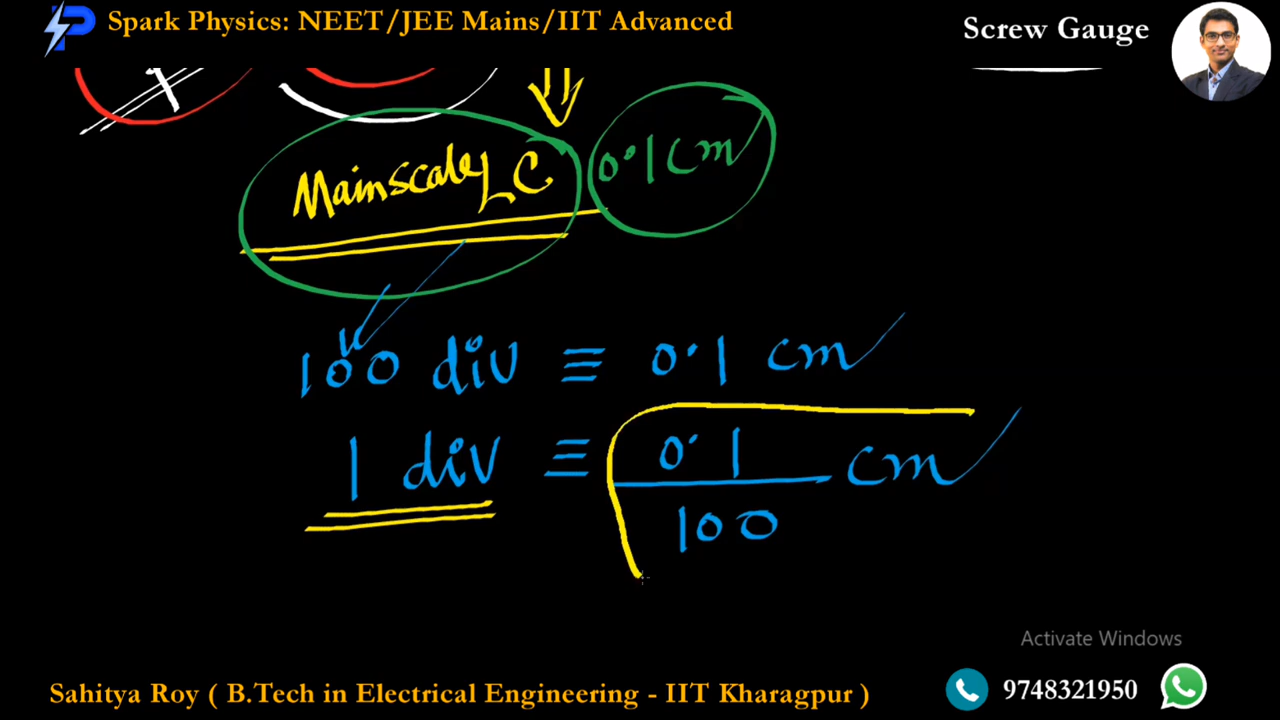 Spark Physics: NEET/JEE Mains/IIT Advanced
Screw Gauge
Mainscale LC 0.1 cm
100 div ≡ 0.1 cm
1 div ≡ 0.1 cm
100
Activate Windows
Sahitya Roy ( B.Tech in Electrical Engineering - IIT Kharagpur )
9748321950